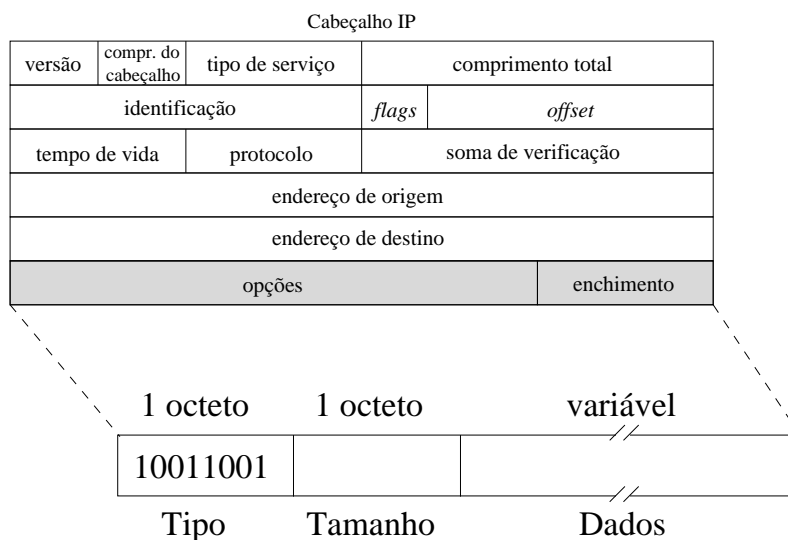 Cabeçalho IP
versão compr. do cabeçalho tipo de serviço comprimento total
identificação flags offset
tempo de vida protocolo soma de verificação
endereço de origem
endereço de destino
opções enchimento
1 octeto 1 octeto variável
10011001
Tipo Tamanho Dados